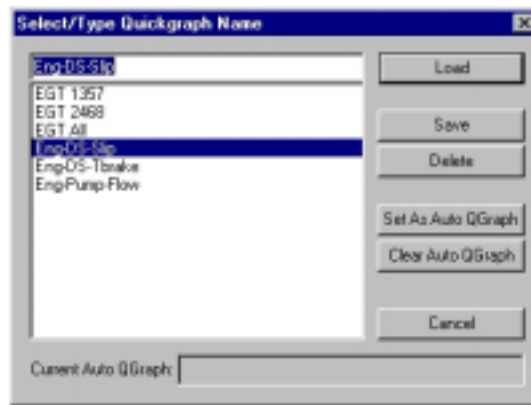 Select/Type Quickgraph Name
Eng-DS-Slip
Load
EGT 1357
EGT 2468
EGT All
Eng-DS-Slip
Eng-DS-Tbrake
Eng-Pump-Flow
Save
Delete
Set As Auto QGraph
Clear Auto QGraph
Cancel
Current Auto QGraph: